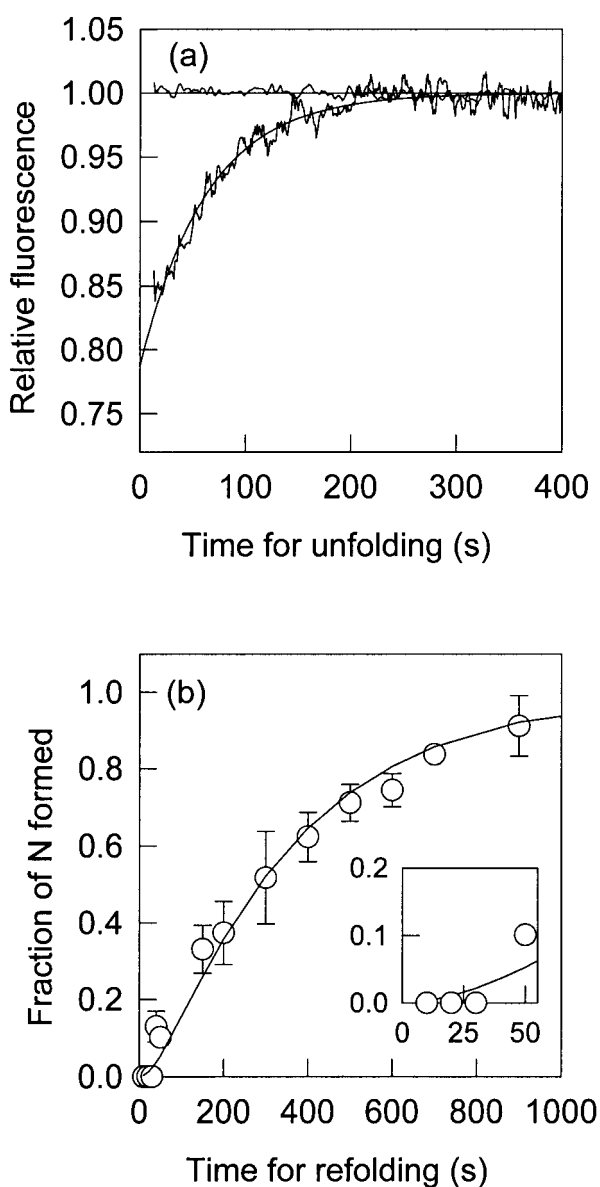 (a)
1.05
1.00
0.95
0.90
0.85
0.80
0.75
Relative fluorescence
0 100 200 300 400
Time for unfolding (s)
(b)
1.0
0.8
0.6
0.4
0.2
0.0
Fraction of N formed
0.2
0.1
0.0
0 25 50
0 200 400 600 800 1000
Time for refolding (s)